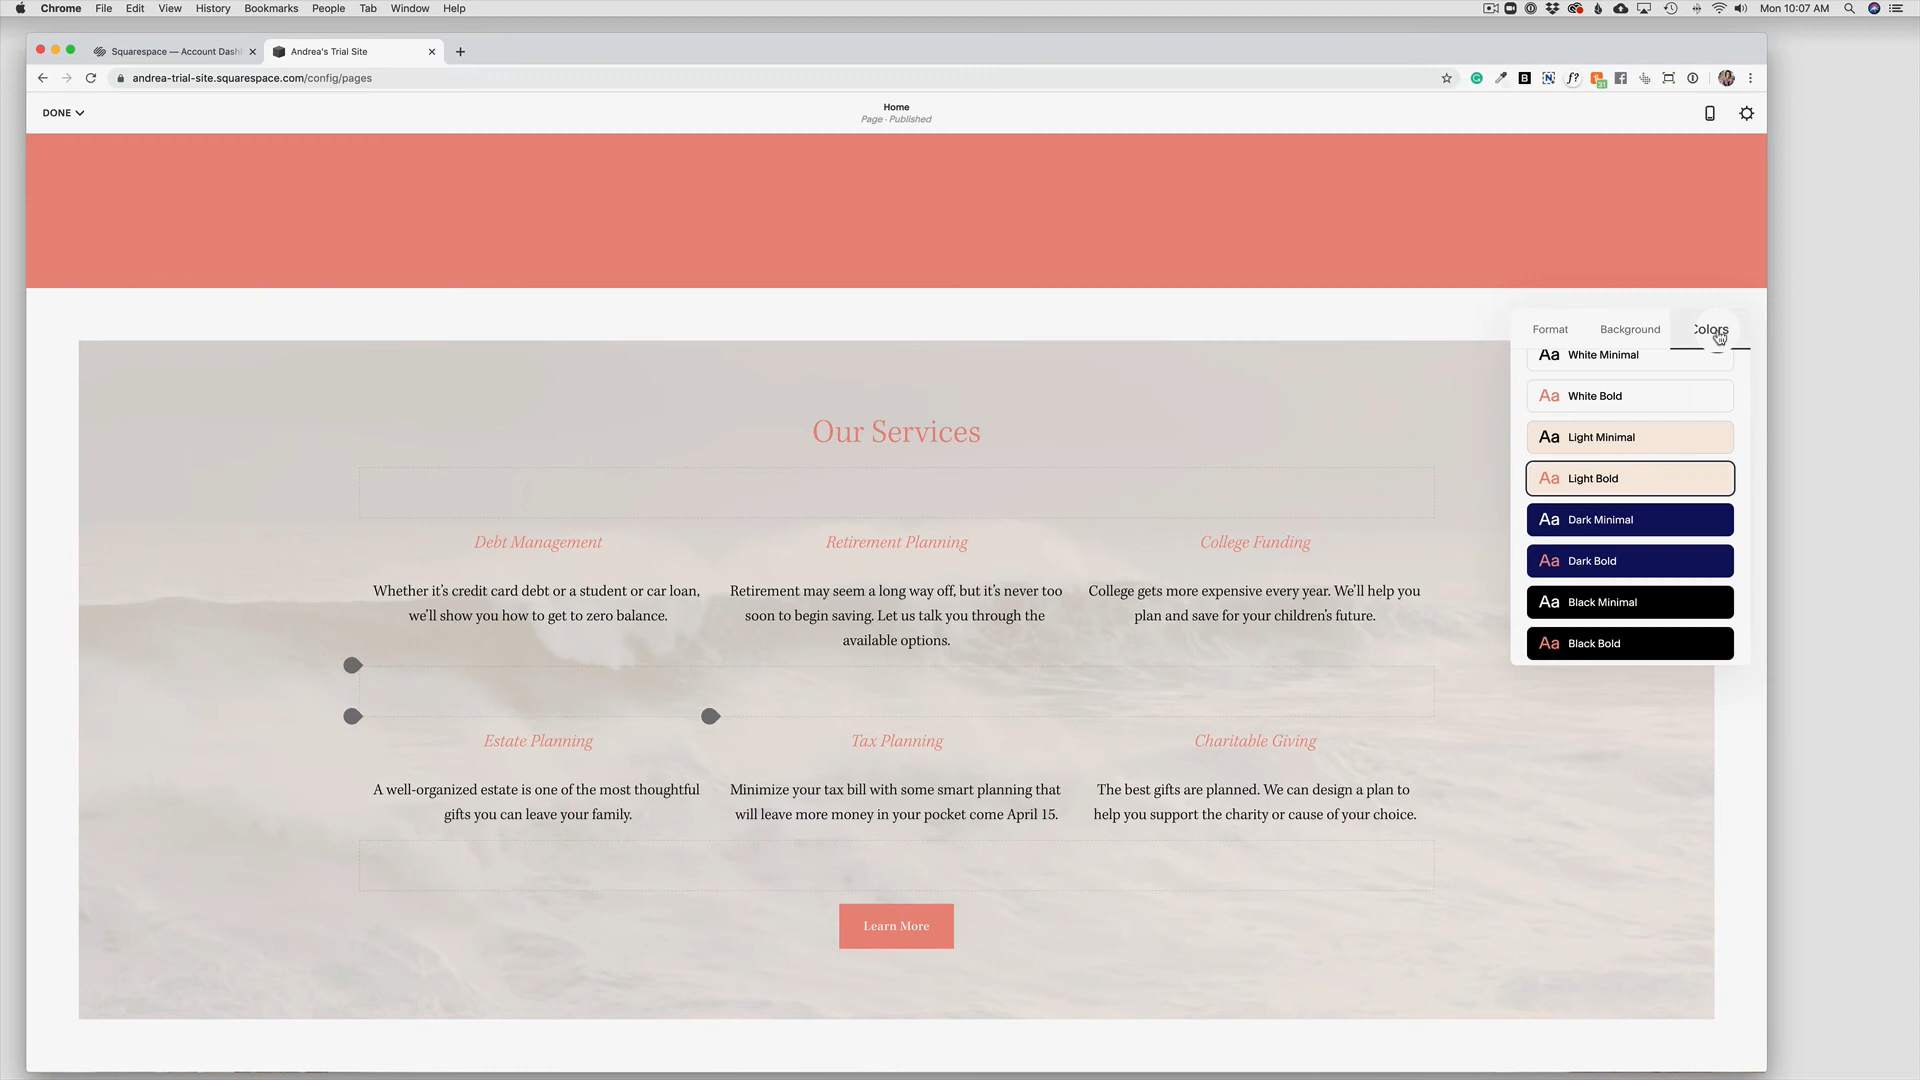 Chrome File Edit View History Bookmarks People Tab Window Help
Mon 10:07 AM
Squarespace — Account Dash
Andrea's Trial Site
andrea-trial-site.squarespace.com/config/pages
31
DONE
Home
Page · Published
Format Background Colors
Aa White Minimal
Aa White Bold
Aa Light Minimal
Aa Light Bold
Aa Dark Minimal
Aa Dark Bold
Aa Black Minimal
Aa Black Bold
Our Services
Debt Management
Whether it's credit card debt or a student or car loan,
we'll show you how to get to zero balance.
Retirement Planning
Retirement may seem a long way off, but it's never too
soon to begin saving. Let us talk you through the
available options.
College Funding
College gets more expensive every year. We'll help you
plan and save for your children's future.
Estate Planning
A well-organized estate is one of the most thoughtful
gifts you can leave your family.
Tax Planning
Minimize your tax bill with some smart planning that
will leave more money in your pocket come April 15.
Charitable Giving
The best gifts are planned. We can design a plan to
help you support the charity or cause of your choice.
Learn More